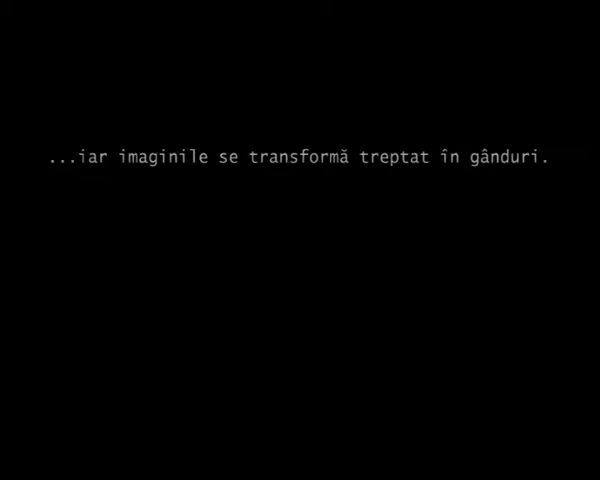 ...iar imaginile se transformă treptat în gânduri.